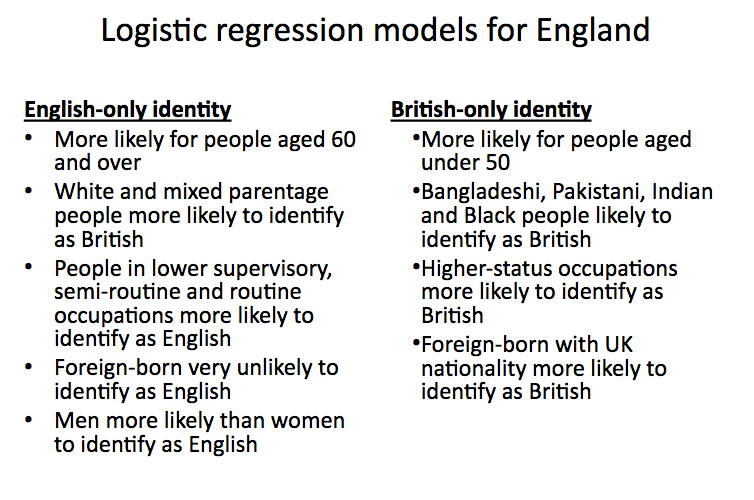 Logistic regression models for England
English-only identity
• More likely for people aged 60
and over
• White and mixed parentage
people more likely to identify
as British
• People in lower supervisory,
semi-routine and routine
occupations more likely to
identify as English
• Foreign-born very unlikely to
identify as English
• Men more likely than women
to identify as English
British-only identity
•More likely for people aged
under 50
•Bangladeshi, Pakistani, Indian
and Black people likely to
identify as British
•Higher-status occupations
more likely to identify as
British
•Foreign-born with UK
nationality more likely to
identify as British